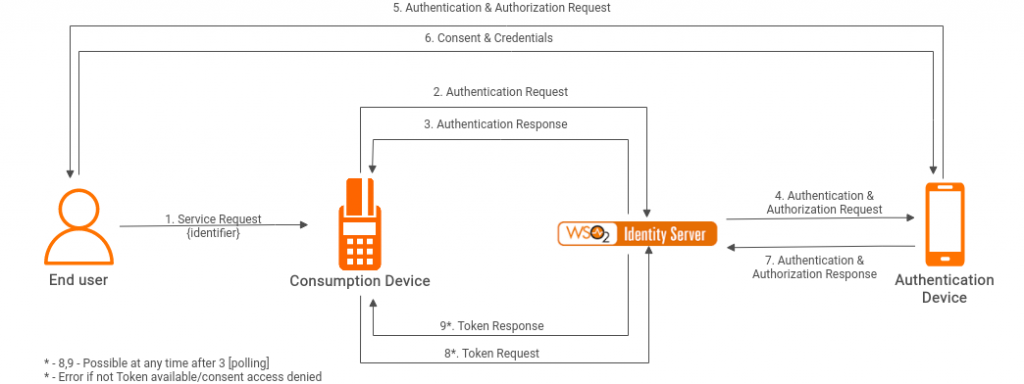 5. Authentication & Authorization Request
6. Consent & Credentials
2. Authentication Request
3. Authentication Response
1. Service Request
{identifier}
4. Authentication &
Authorization Request
WSO2 Identity Server
7. Authentication &
Authorization Response
End user
Consumption Device
Authentication
Device
9*. Token Response
8*. Token Request
* - 8,9 - Possible at any time after 3 [polling]
* - Error if not Token available/consent access denied